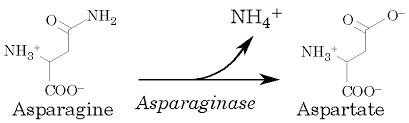 O NH₂
NH₄⁺
O O⁻
NH₃⁺
NH₃⁺
COO⁻
COO⁻
Asparagine
Asparaginase
Aspartate